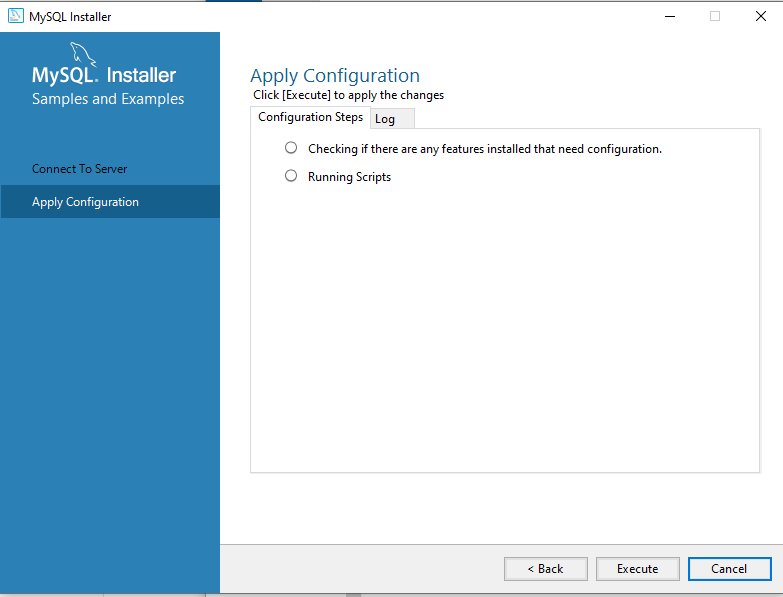 MySQL Installer
MySQL. Installer
Samples and Examples
Connect To Server
Apply Configuration
Apply Configuration
Click [Execute] to apply the changes
Configuration Steps
Log
Checking if there are any features installed that need configuration.
Running Scripts
< Back
Execute
Cancel